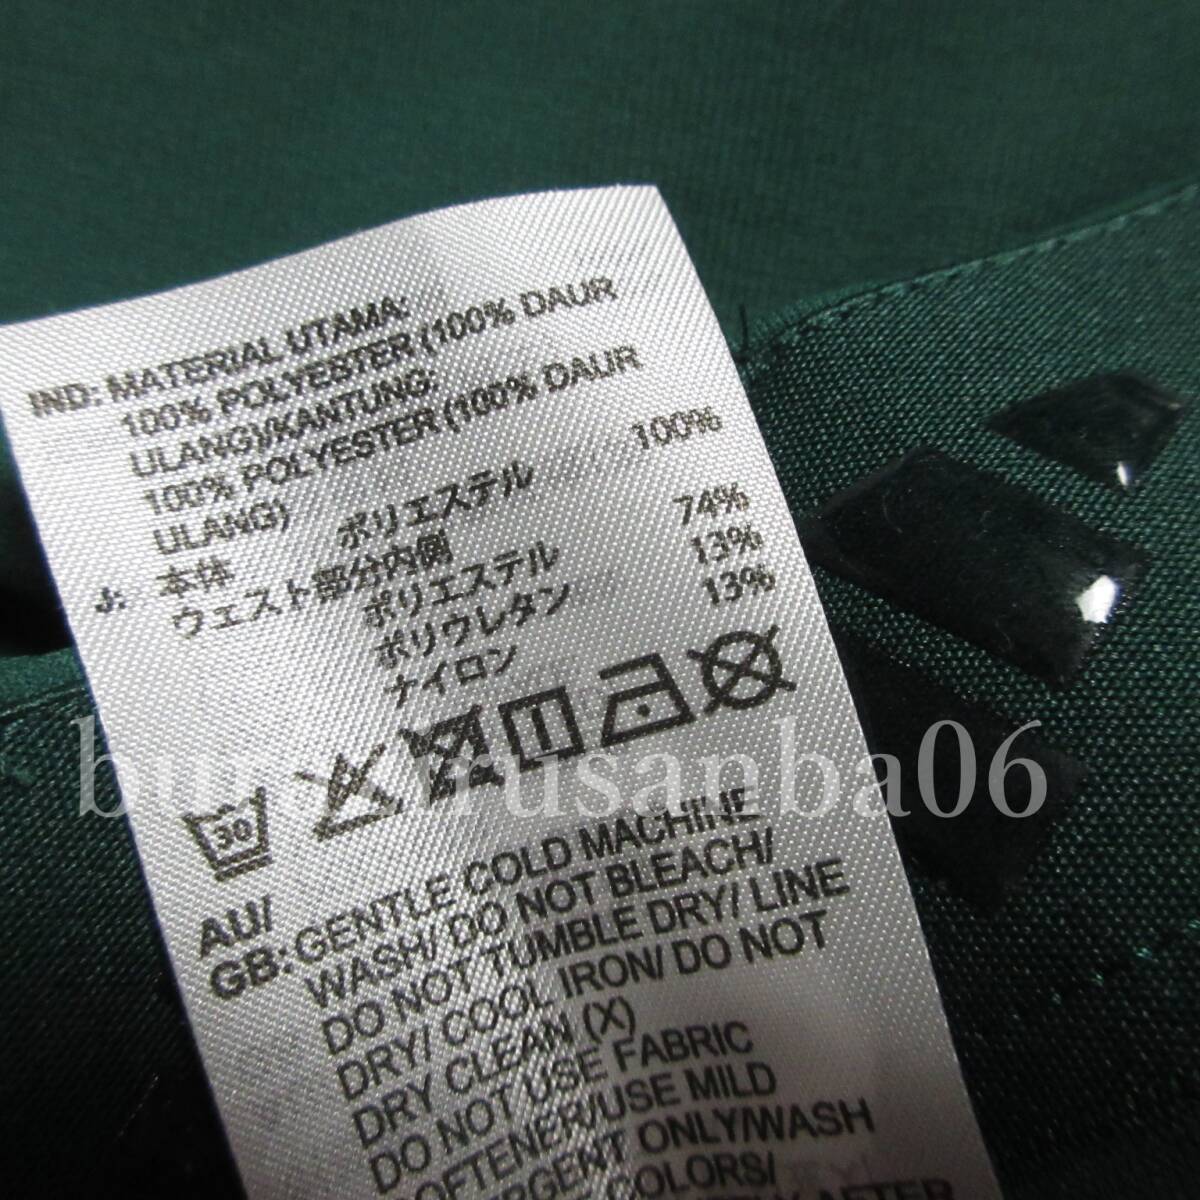 IND: MATERIAL UTAMA:
100% POLYESTER (100% DAUR
ULANG)/KANTUNG:
100% POLYESTER (100% DAUR
ULANG)
J: 本体 ポリエステル 100%
ウエスト部分内側
ポリエステル 74%
ポリウレタン 13%
ナイロン 13%
30
AU/
GB: GENTLE COLD MACHINE
WASH/ DO NOT BLEACH/
DO NOT TUMBLE DRY/ LINE
DRY/ COOL IRON/ DO NOT
DRY CLEAN (X)
DO NOT USE FABRIC
SOFTENER/USE MILD
DETERGENT ONLY/WASH
COLORS/
AFTER